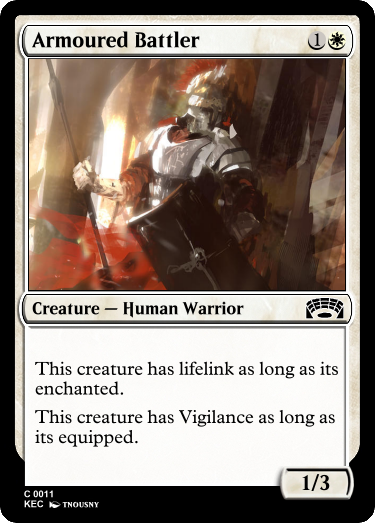 Armoured Battler 1
Creature — Human Warrior
This creature has lifelink as long as its
enchanted.
This creature has Vigilance as long as
its equipped.
1/3
C 0011
KEC TNOUSNY